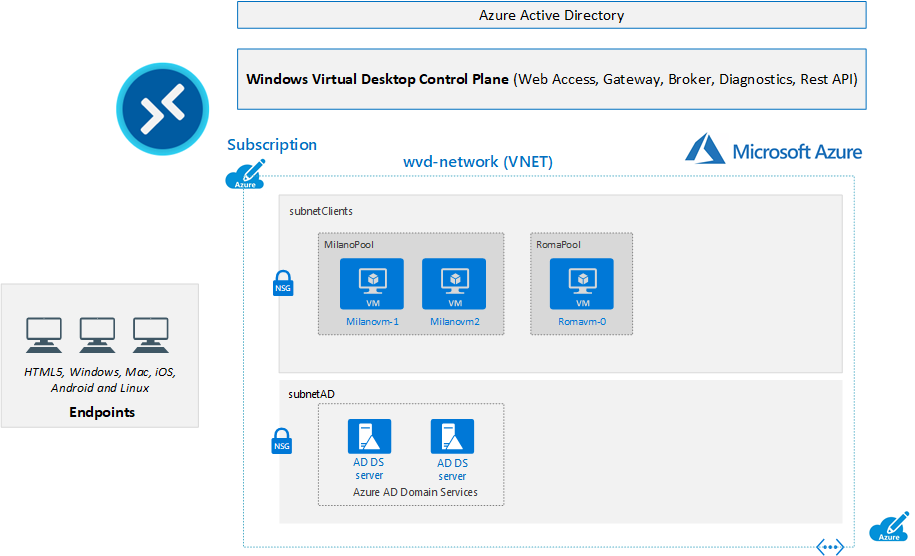 Azure Active Directory
Windows Virtual Desktop Control Plane (Web Access, Gateway, Broker, Diagnostics, Rest API)
Subscription
wvd-network (VNET)
Microsoft Azure
Azure
subnetClients
MilanoPool
RomaPool
NSG
VM
VM
VM
Milanovm-1
Milanovm2
Romavm-0
HTML5, Windows, Mac, iOS,
Android and Linux
Endpoints
subnetAD
NSG
AD DS
server
AD DS
server
Azure AD Domain Services
Azure